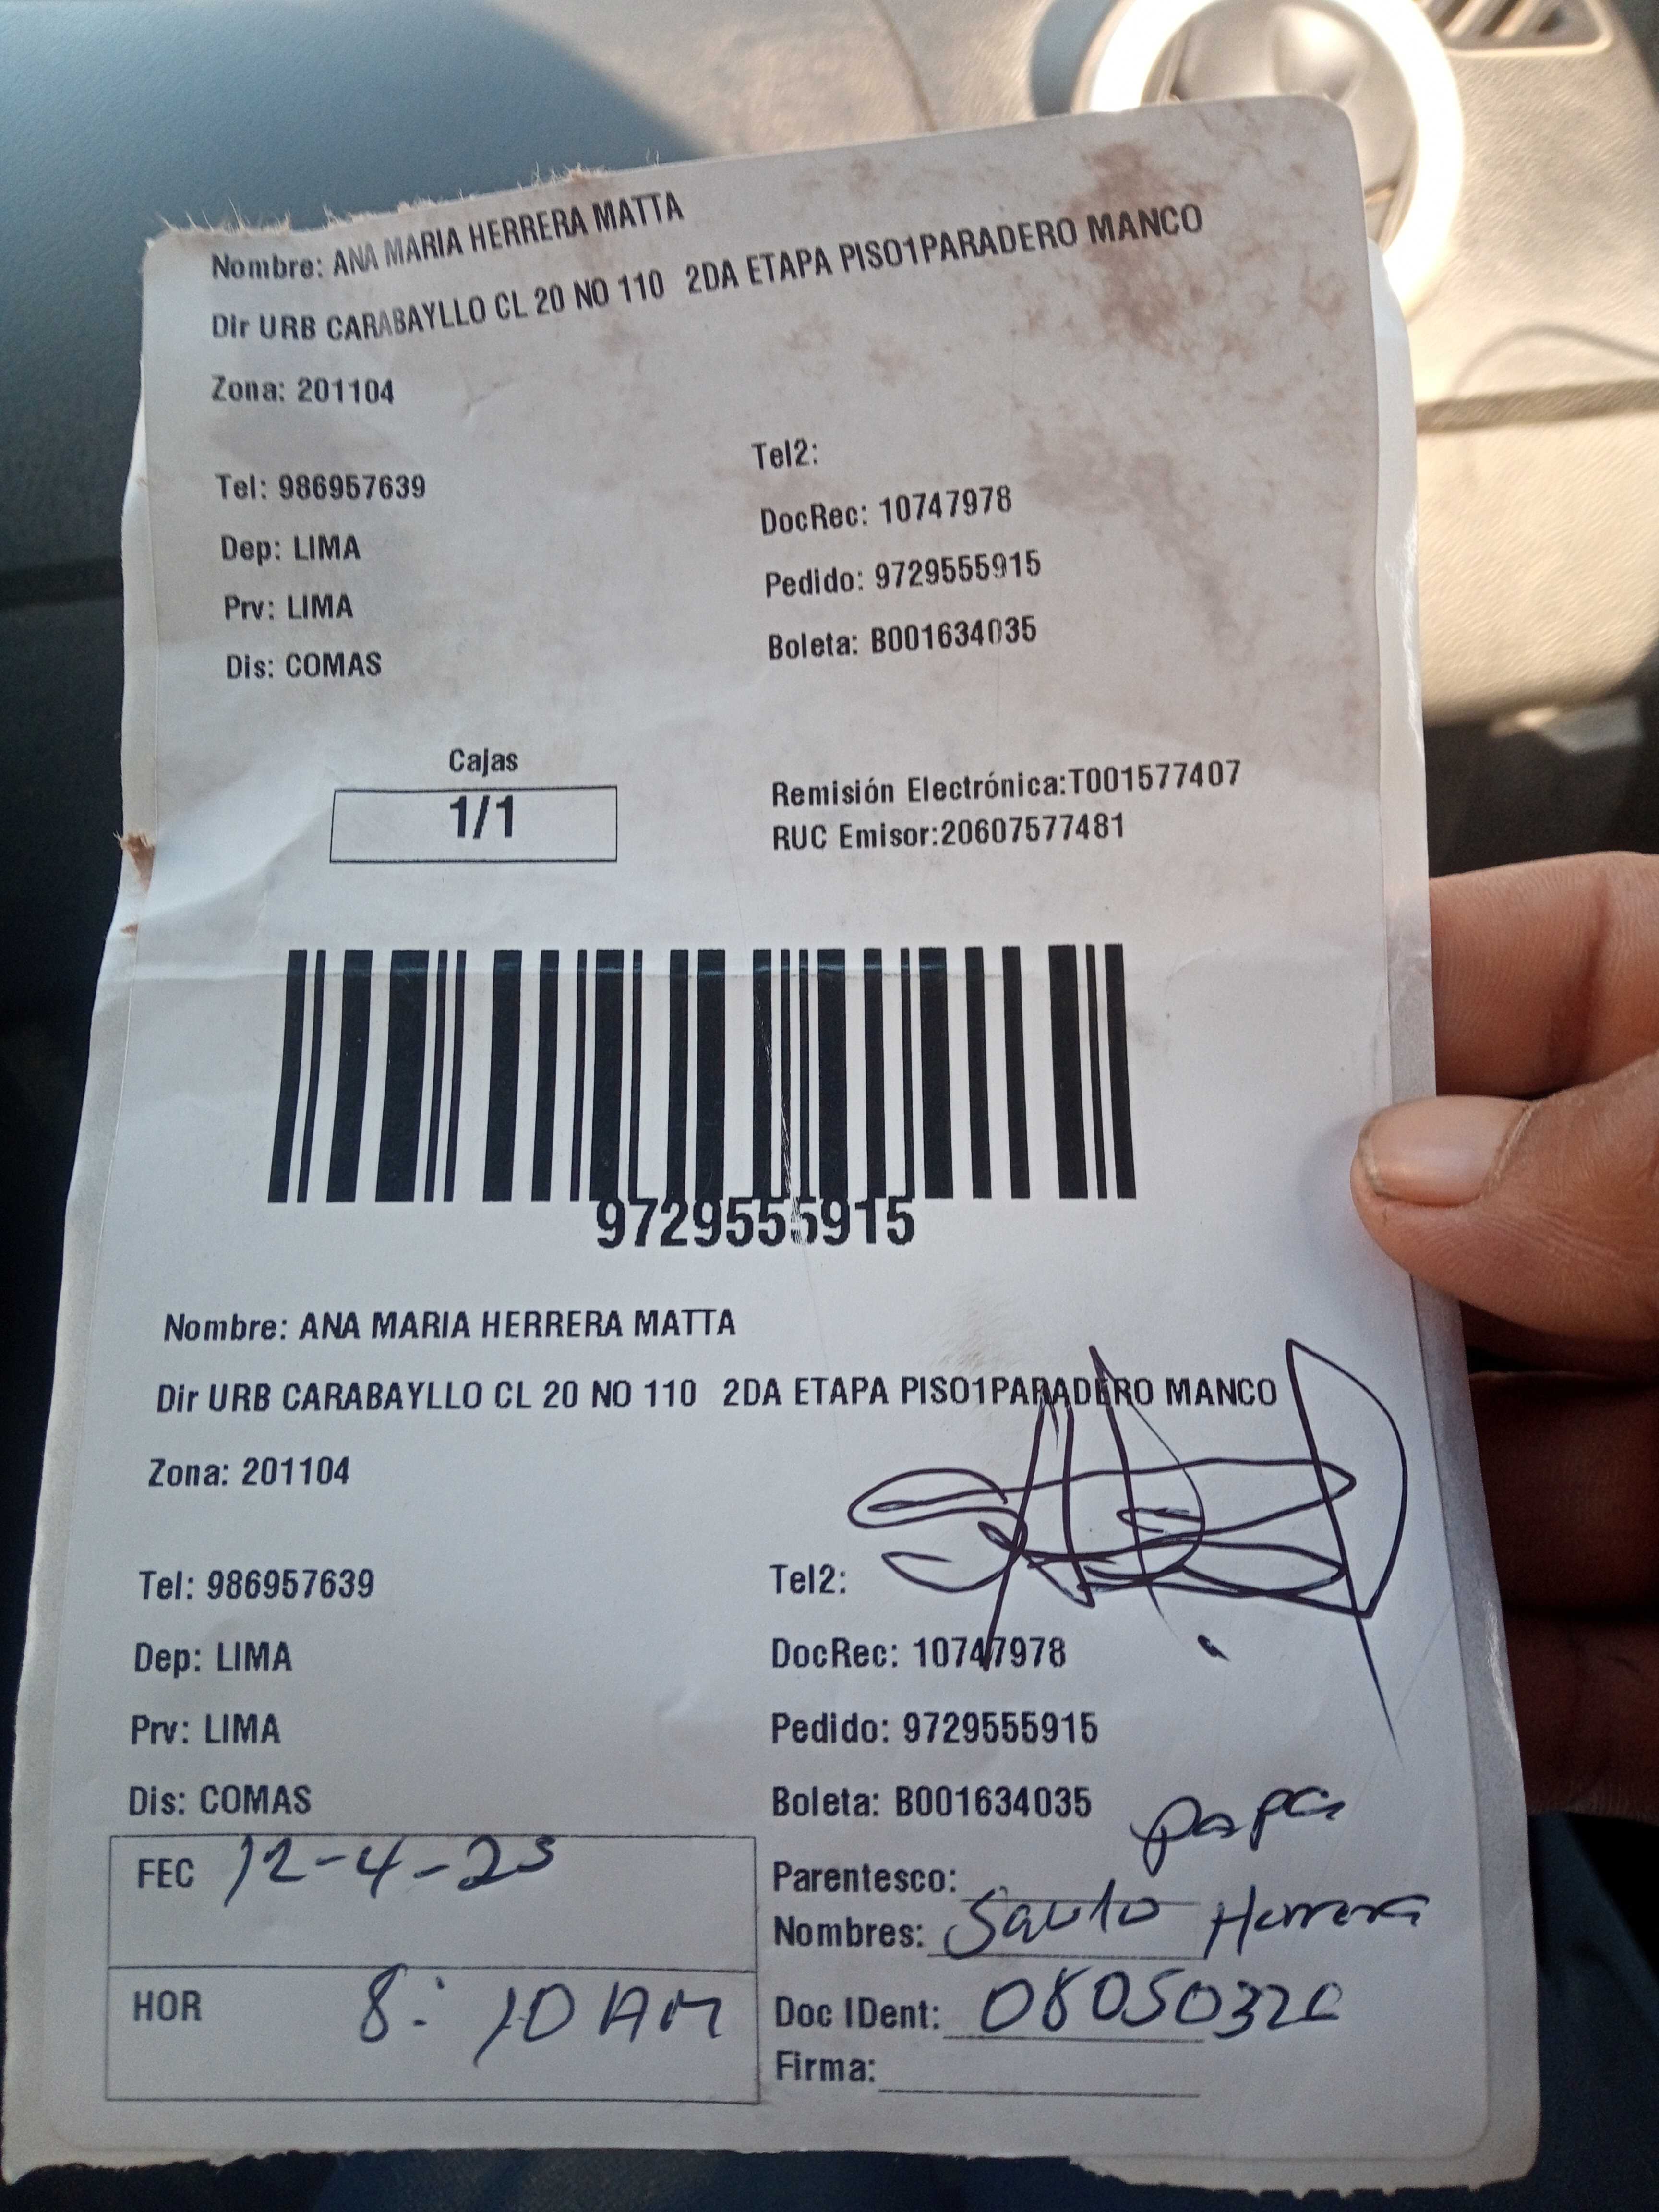 Nombre: ANA MARIA HERRERA MATTA
Dir URB CARABAYLLO CL 20 NO 110 2DA ETAPA PISO1PARADERO MANCO
Zona: 201104
Tel: 986957639
Dep: LIMA
Prv: LIMA
Dis: COMAS
Tel2:
DocRec: 10747978
Pedido: 9729555915
Boleta: B001634035
Cajas
1/1
Remisión Electrónica:T001577407
RUC Emisor:20607577481
9729555915
Nombre: ANA MARIA HERRERA MATTA
Dir URB CARABAYLLO CL 20 NO 110 2DA ETAPA PISO1PARADERO MANCO
Zona: 201104
Tel: 986957639
Dep: LIMA
Prv: LIMA
Dis: COMAS
Tel2:
DocRec: 10747978
Pedido: 9729555915
Boleta: B001634035
FEC 12-4-23
HOR 8:10 AM
Parentesco: papa
Nombres: Santo Herrera
Doc IDent:
Firma: